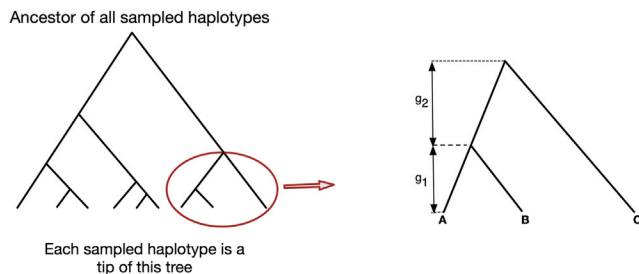 Ancestor of all sampled haplotypes
g2
g1
A
B
C
Each sampled haplotype is a
tip of this tree